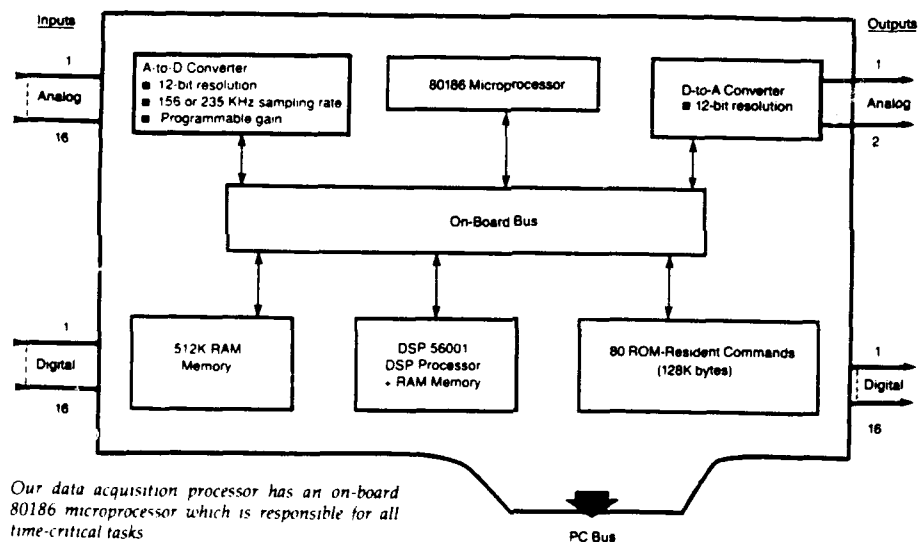 Inputs
Outputs
1
Analog
16
A-to-D Converter
■ 12-bit resolution
■ 156 or 235 KHz sampling rate
■ Programmable gain
80186 Microprocessor
D-to-A Converter
■ 12-bit resolution
1
Analog
2
On-Board Bus
1
Digital
16
512K RAM
Memory
DSP 56001
DSP Processor
+ RAM Memory
80 ROM-Resident Commands
(128K bytes)
1
Digital
16
Our data acquisition processor has an on-board
80186 microprocessor which is responsible for all
time-critical tasks
PC Bus